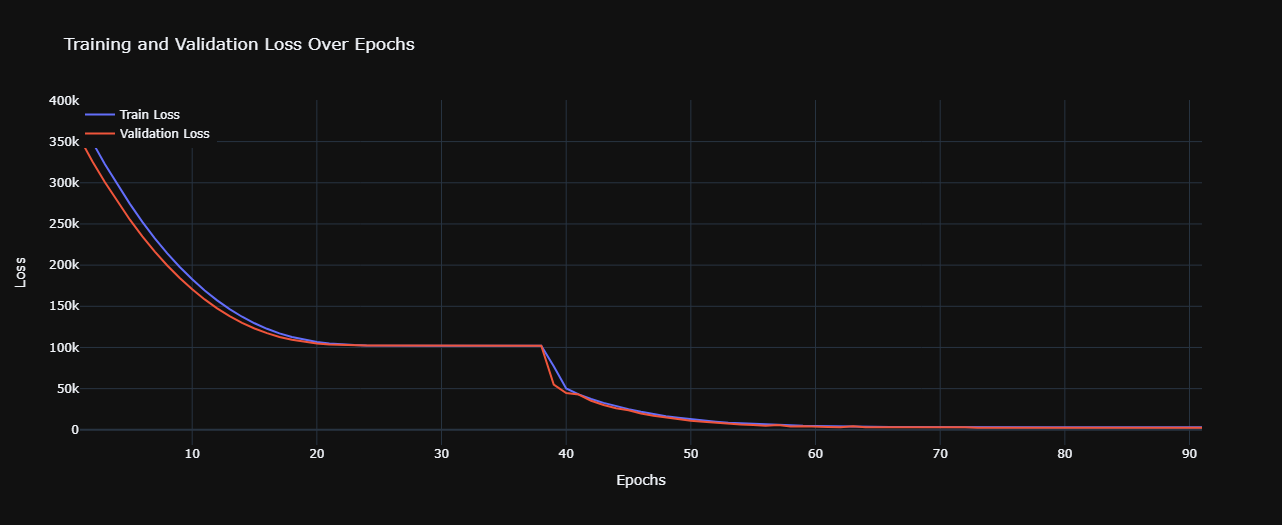 Training and Validation Loss Over Epochs
400k
Train Loss
Validation Loss
350k
300k
250k
200k
150k
100k
50k
0
Loss
10 20 30 40 50 60 70 80 90
Epochs